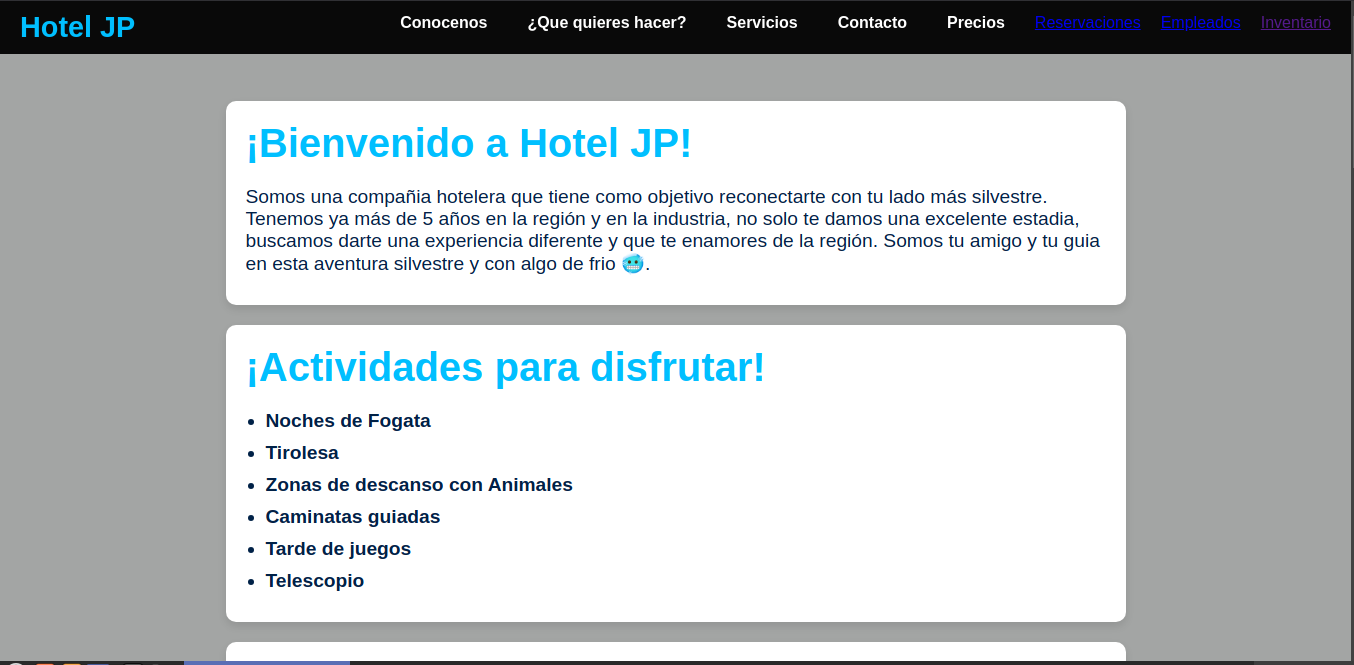 Hotel JP
Conocenos ¿Que quieres hacer? Servicios Contacto Precios Reservaciones Empleados Inventario
¡Bienvenido a Hotel JP!
Somos una compañia hotelera que tiene como objetivo reconectarte con tu lado más silvestre.
Tenemos ya más de 5 años en la región y en la industria, no solo te damos una excelente estadia,
buscamos darte una experiencia diferente y que te enamores de la región. Somos tu amigo y tu guia
en esta aventura silvestre y con algo de frio 🥶.
¡Actividades para disfrutar!
• Noches de Fogata
• Tirolesa
• Zonas de descanso con Animales
• Caminatas guiadas
• Tarde de juegos
• Telescopio